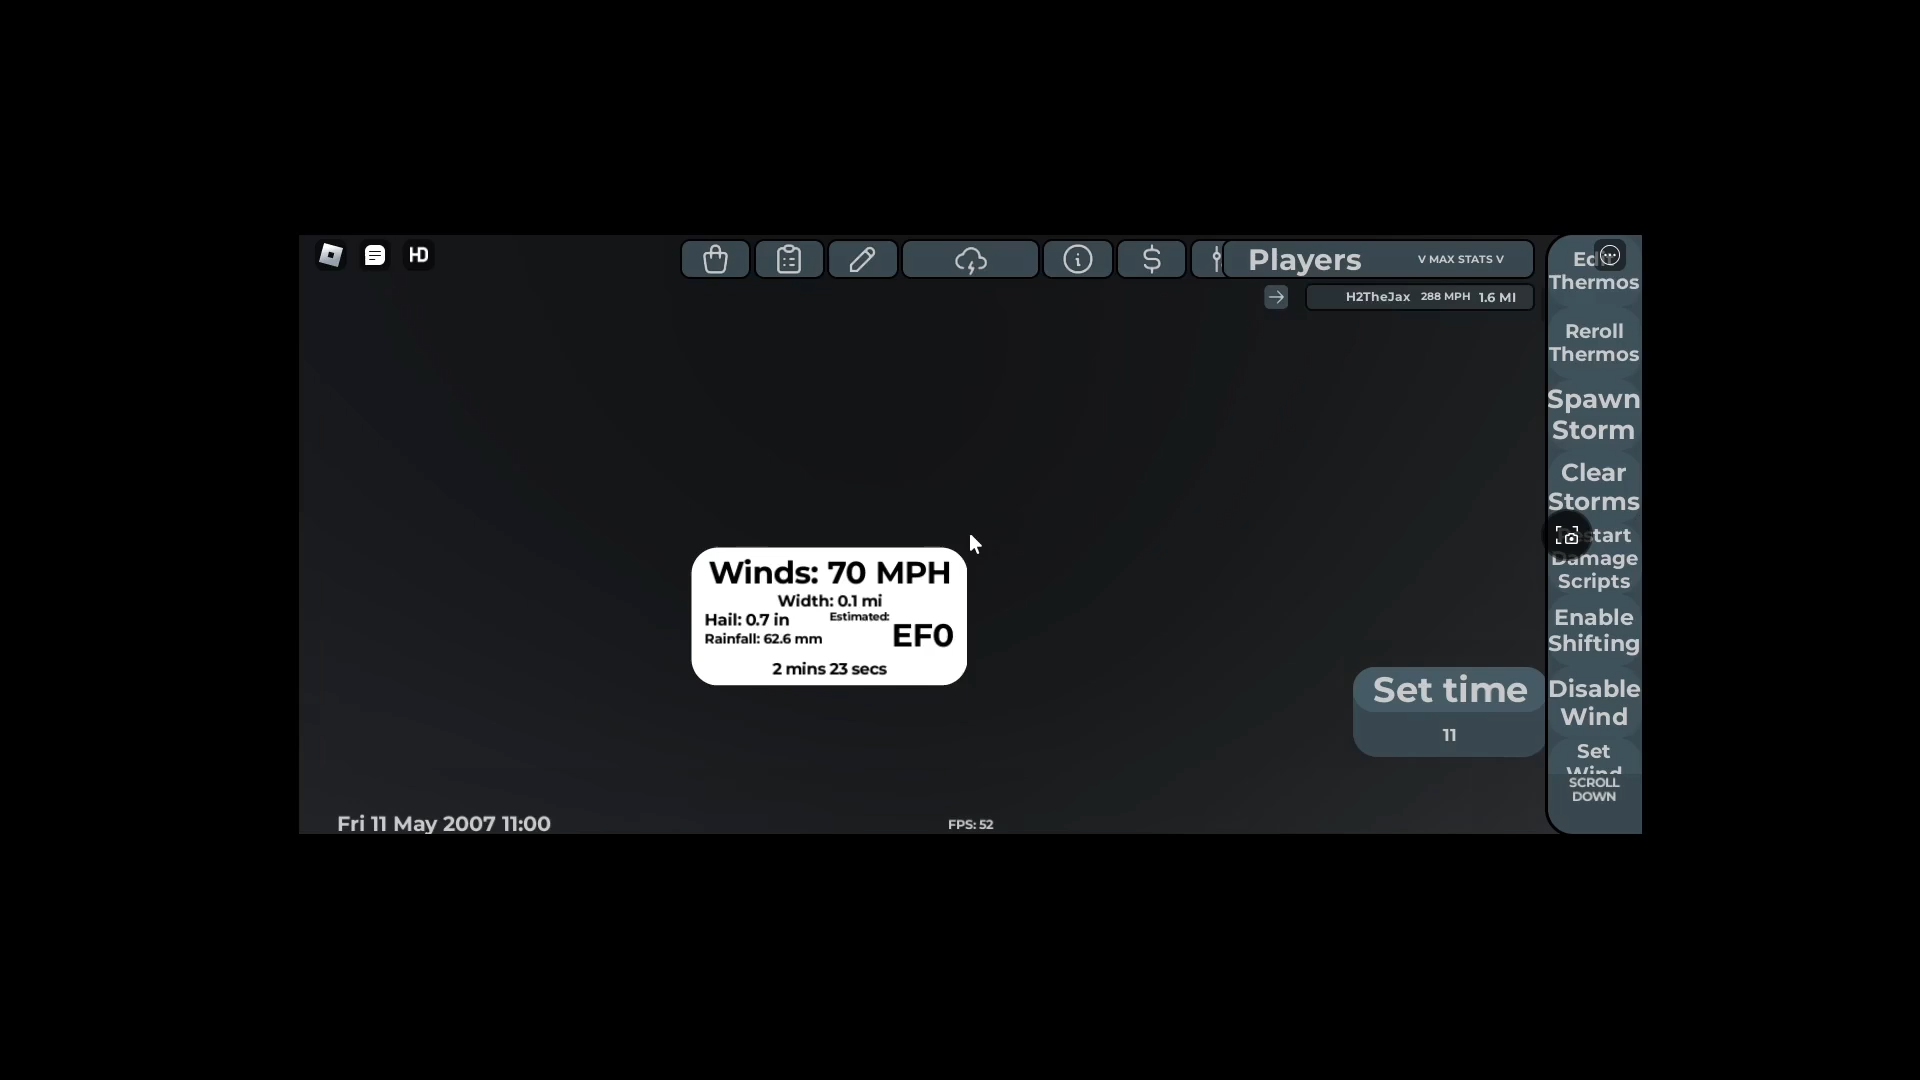 HD
Players V MAX STATS V
H2TheJax 288 MPH 1.6 MI
Thermos
Reroll
Thermos
Spawn
Storm
Clear
Storms
Damage
Scripts
Enable
Shifting
Disable
Wind
Set
Wind
SCROLL
DOWN
Winds: 70 MPH
Width: 0.1 mi
Hail: 0.7 in
Estimated:
EF0
Rainfall: 62.6 mm
2 mins 23 secs
Set time
11
Fri 11 May 2007 11:00
FPS: 52